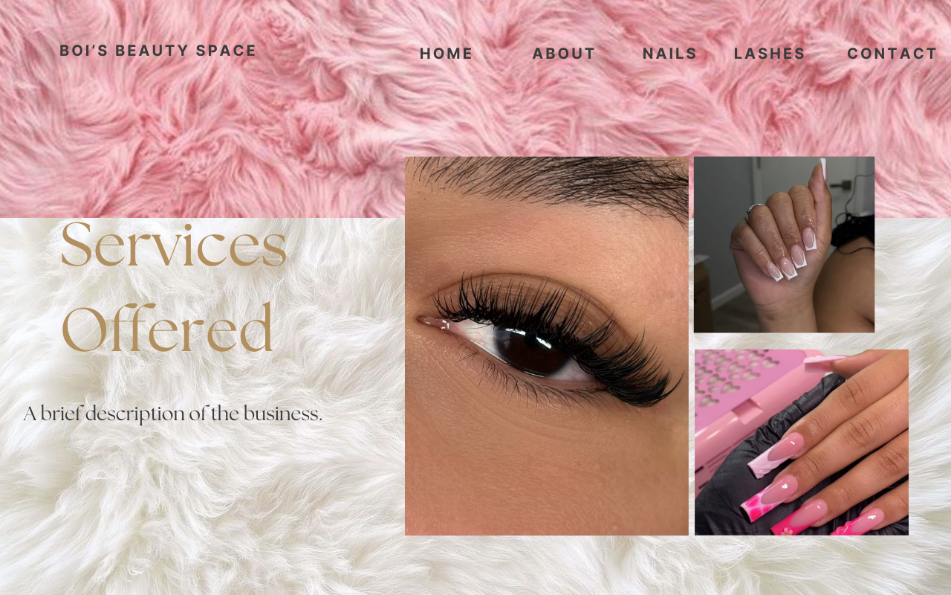 BOI'S BEAUTY SPACE
HOME ABOUT NAILS LASHES CONTACT
Services
Offered
A brief description of the business.